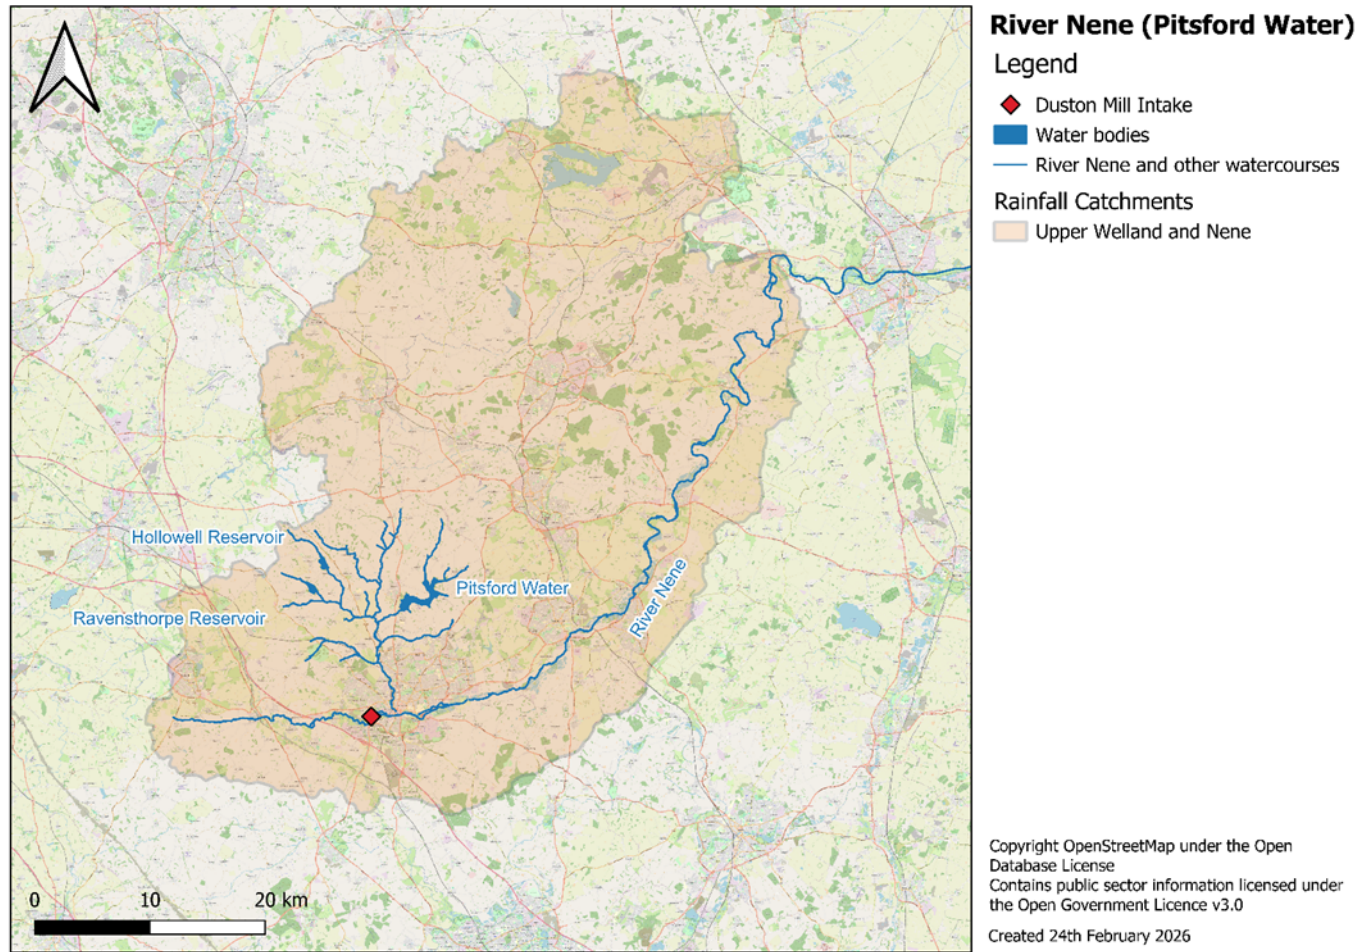 River Nene (Pitsford Water)
Legend
Duston Mill Intake
Water bodies
River Nene and other watercourses
Rainfall Catchments
Upper Welland and Nene
Hollowell Reservoir
Pitsford Water
Ravensthorpe Reservoir
River Nene
0 10 20 km
Copyright OpenStreetMap under the Open
Database License
Contains public sector information licensed under
the Open Government Licence v3.0
Created 24th February 2026